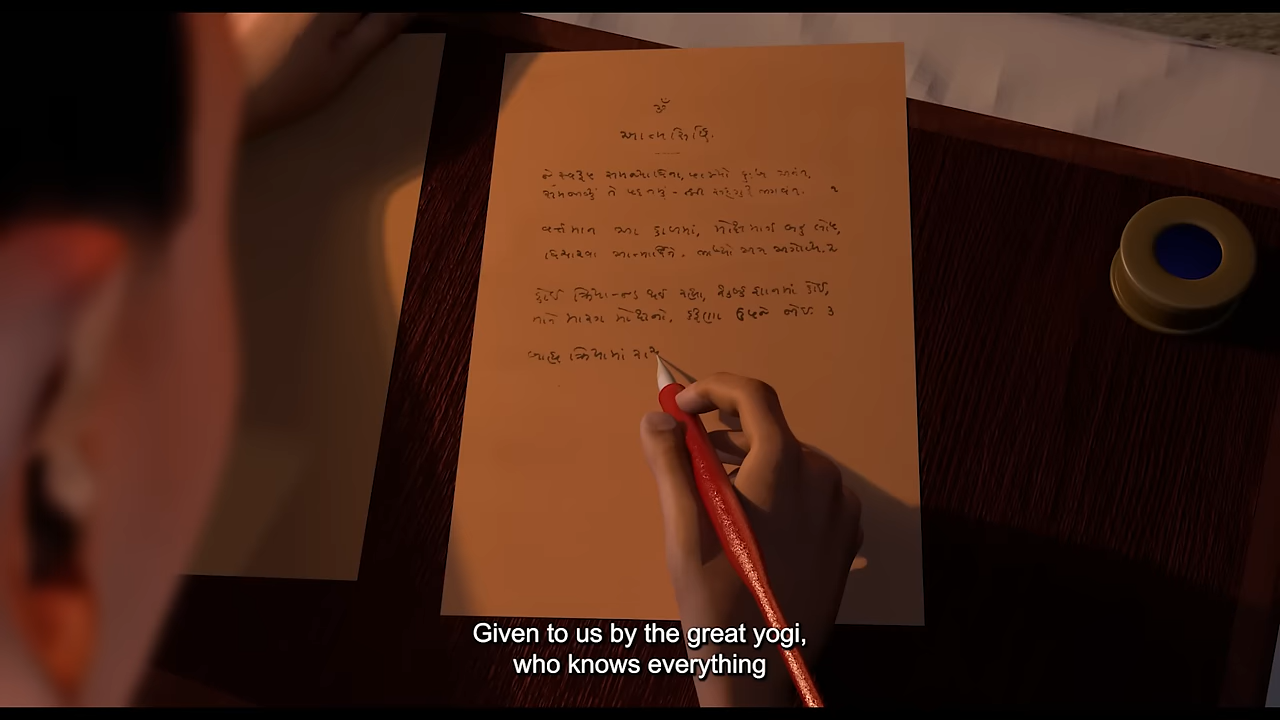 ॐ
આત્મસિદ્ધિ.
જે સ્વરૂપ સમજ્યાવિના, પામ્યો દુઃખ અનંત,
સમજાવ્યું તે પદ નમું - શ્રી સદ્ગુરુ ભગવંત. ૧
વર્તમાન આ કાળમાં, મોક્ષમાર્ગ બહુ લોપ,
વિચારવા આત્માર્થિને, ભાખ્યો અત્ર અગોપ્ય. ૨
કોઈ ક્રિયા-જડ થઈ રહ્યા, શુષ્ક જ્ઞાનમાં કોઈ,
માને મારગ મોક્ષનો, કરુણા ઉપજે જોઈ. ૩
બાહ્ય ક્રિયામાં
Given to us by the great yogi,
who knows everything